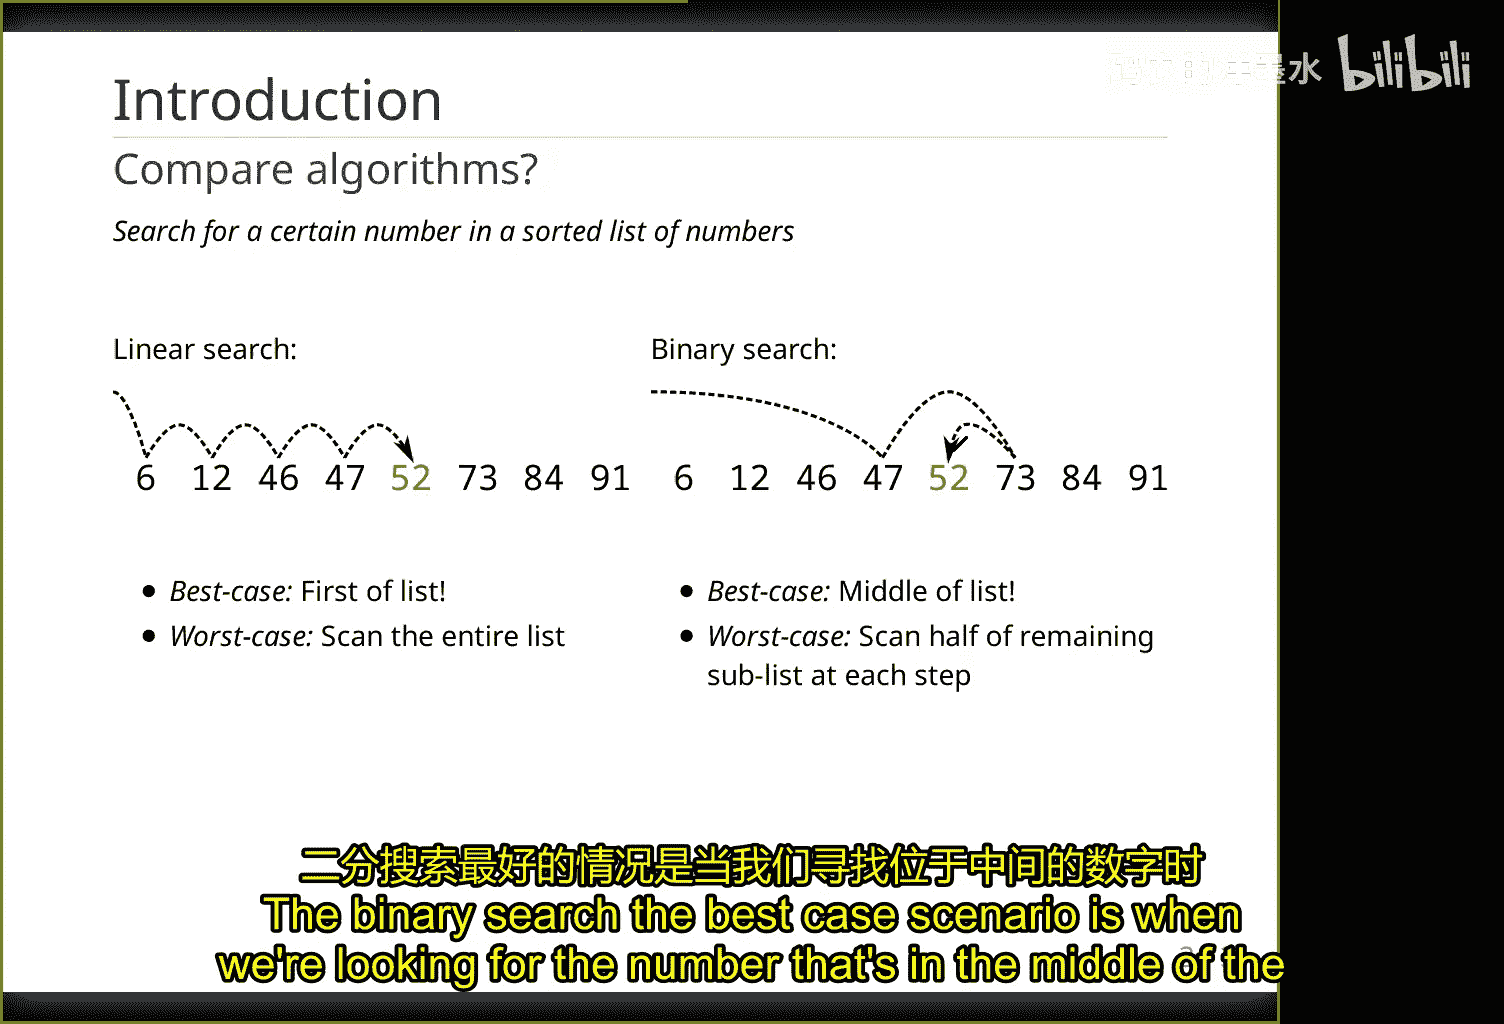 水 bilibili
Introduction
Compare algorithms?
Search for a certain number in a sorted list of numbers
Linear search:
6 12 46 47 52 73 84 91
• Best-case: First of list!
• Worst-case: Scan the entire list
Binary search:
6 12 46 47 52 73 84 91
• Best-case: Middle of list!
• Worst-case: Scan half of remaining
sub-list at each step
二分搜索最好的情况是当我们寻找位于中间的数字时
The binary search the best case scenario is when
we're looking for the number that's in the middle of the